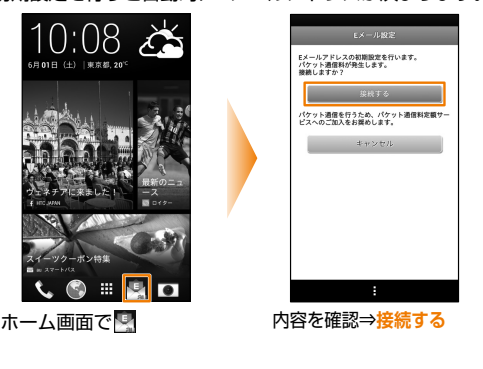 10:08
6月01日（土）｜東京都, 20°
ヴェネチアに来ました！
HTC JAPAN
最新のニュ
ース
ロイター
スイーツクーポン特集
au スマートパス
ホーム画面で
Eメール設定
Eメールアドレスの初期設定を行います。
パケット通信料が発生します。
接続しますか？
接続する
パケット通信を行うため、パケット通信料定額サー
ビスへのご加入をお奨めします。
キャンセル
内容を確認⇒接続する